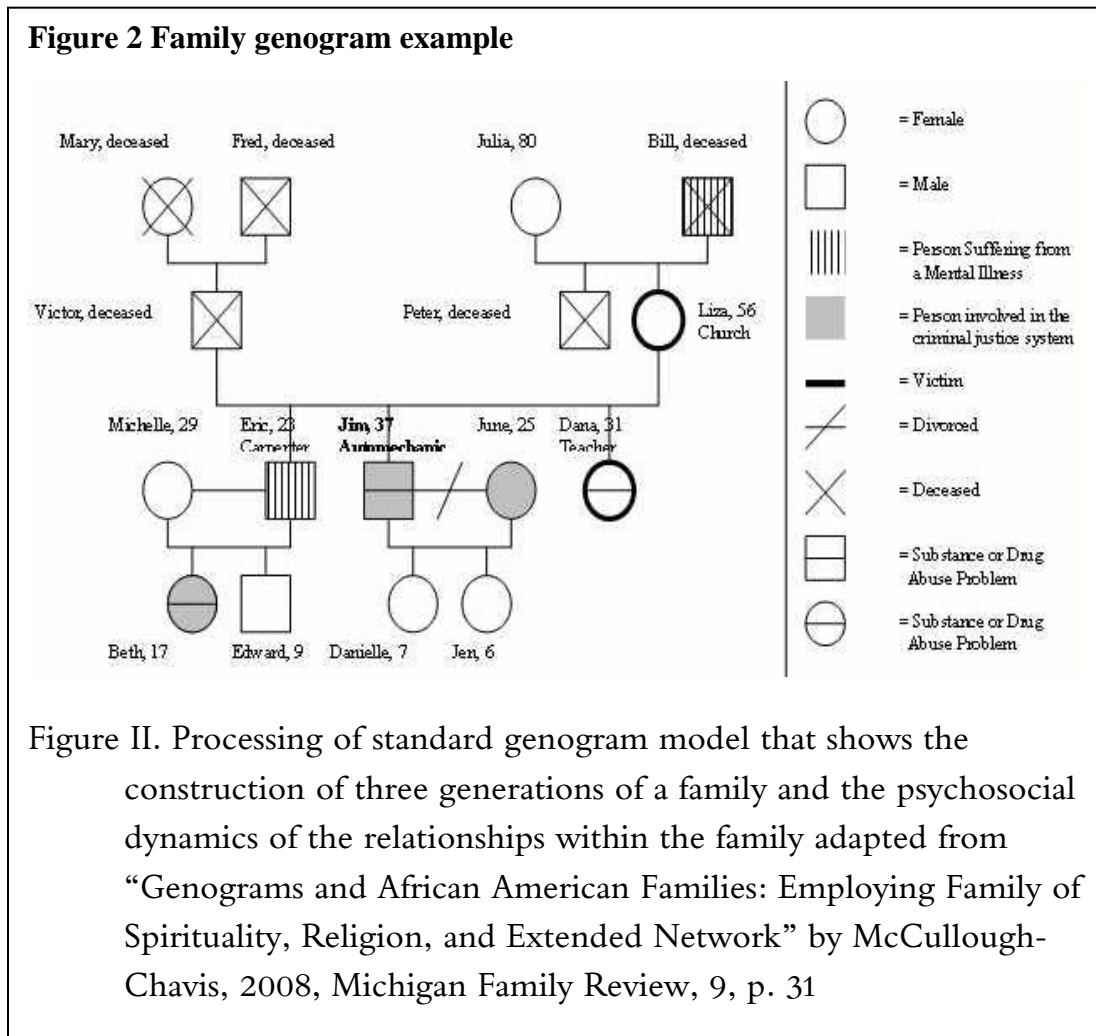 Figure 2 Family genogram example
Mary, deceased
Fred, deceased
Julia, 80
Bill, deceased
Victor, deceased
Peter, deceased
Liza, 56
Church
Michelle, 29
Eric, 23
Carpenter
Jim, 37
Automechanic
June, 25
Dana, 31
Teacher
Beth, 17
Edward, 9
Danielle, 7
Jen, 6
= Female
= Male
= Person Suffering from
a Mental Illness
= Person involved in the
criminal justice system
= Victim
= Divorced
= Deceased
= Substance or Drug
Abuse Problem
= Substance or Drug
Abuse Problem
Figure II. Processing of standard genogram model that shows the
construction of three generations of a family and the psychosocial
dynamics of the relationships within the family adapted from
“Genograms and African American Families: Employing Family of
Spirituality, Religion, and Extended Network” by McCullough-
Chavis, 2008, Michigan Family Review, 9, p. 31